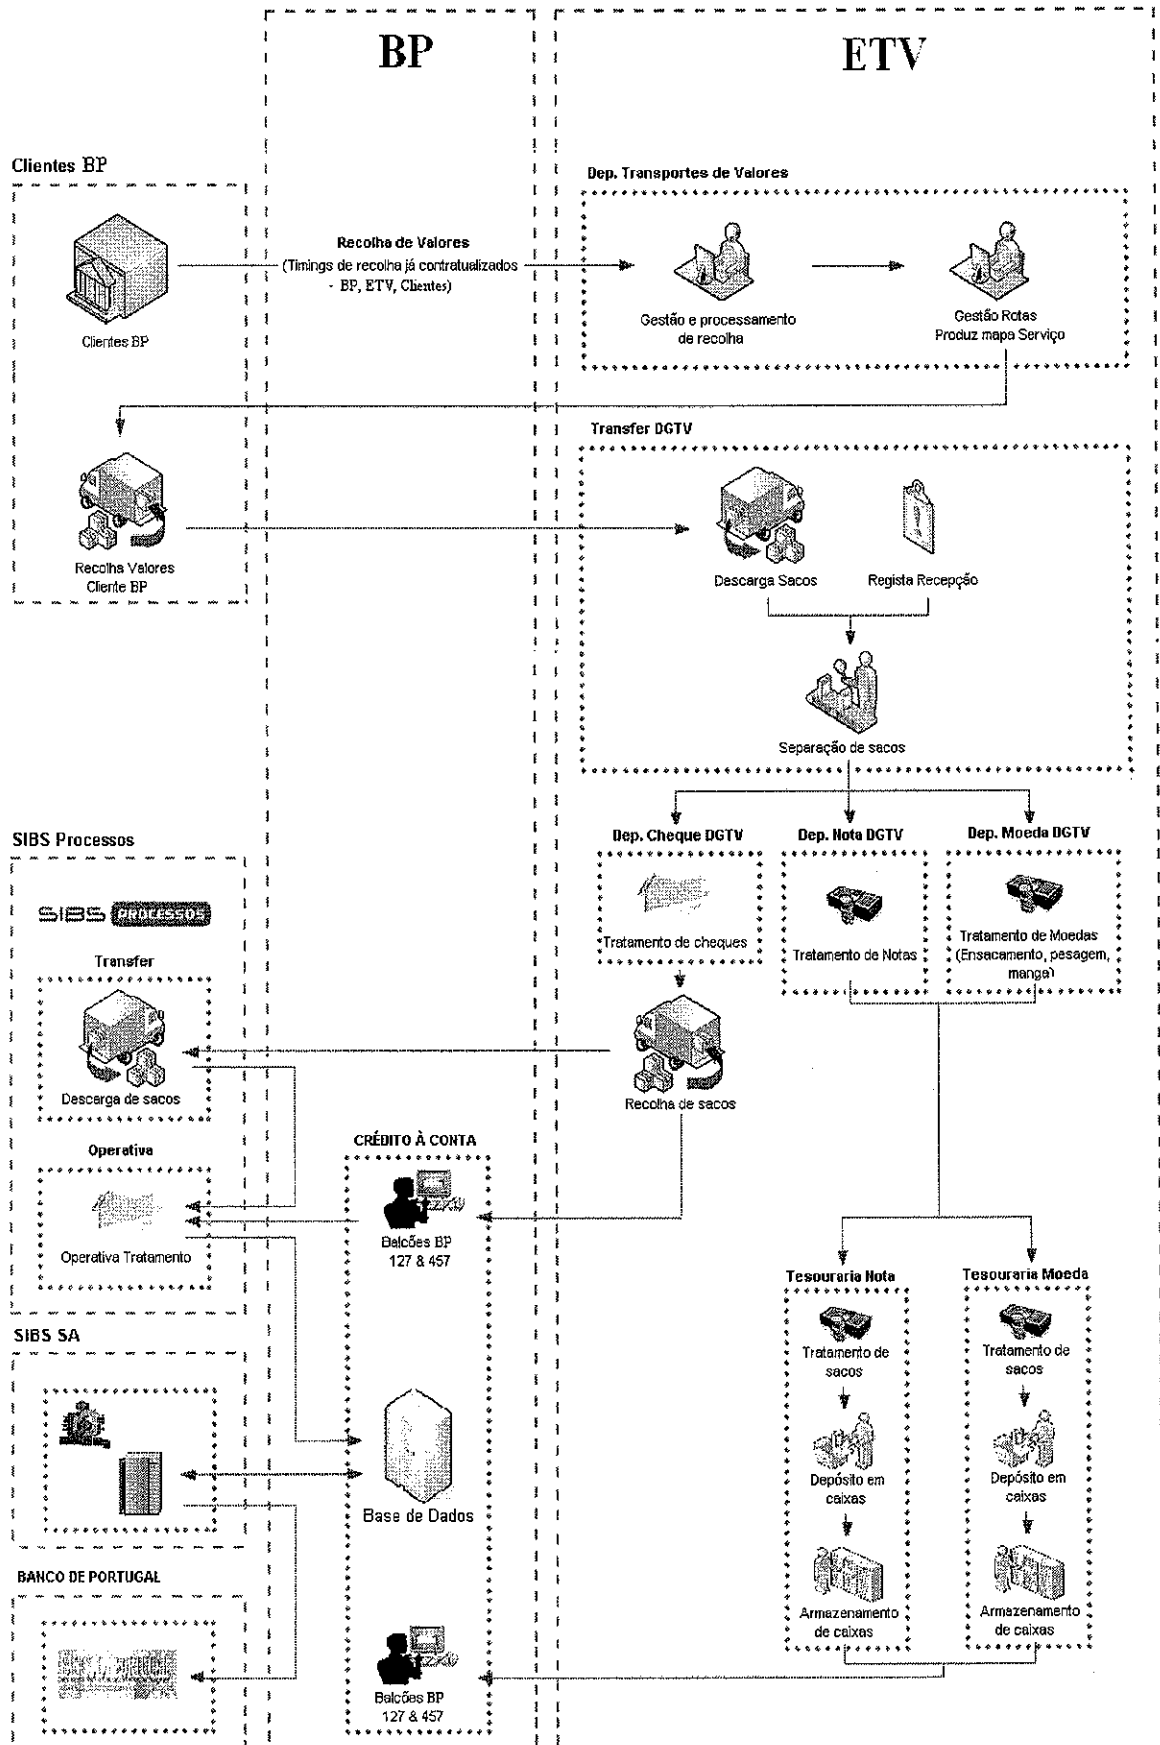 BP
ETV
Clientes BP
Dep. Transportes de Valores
Recolha de Valores
(Timings de recolha já contratualizados
- BP, ETV, Clientes)
Clientes BP
Gestão e processamento
de recolha
Gestão Rotas
Produz mapa Serviço
Transfer DGTV
Recolha Valores
Cliente BP
Descarga Sacos
Regista Recepção
Separação de sacos
SIBS Processos
Dep. Cheque DGTV
Dep. Nota DGTV
Dep. Moeda DGTV
SIBS PROCESSOS
Tratamento de cheques
Tratamento de Notas
Tratamento de Moedas
(Ensacamento, pesagem,
manga)
Transfer
Descarga de sacos
Recolha de sacos
Operativa
CRÉDITO À CONTA
Operativa Tratamento
Balcões BP
127 & 457
Tesouraria Nota
Tesouraria Moeda
SIBS SA
Tratamento de
sacos
Tratamento de
sacos
Depósito em
caixas
Depósito em
caixas
Base de Dados
BANCO DE PORTUGAL
Armazenamento
de caixas
Armazenamento
de caixas
Balcões BP
127 & 457